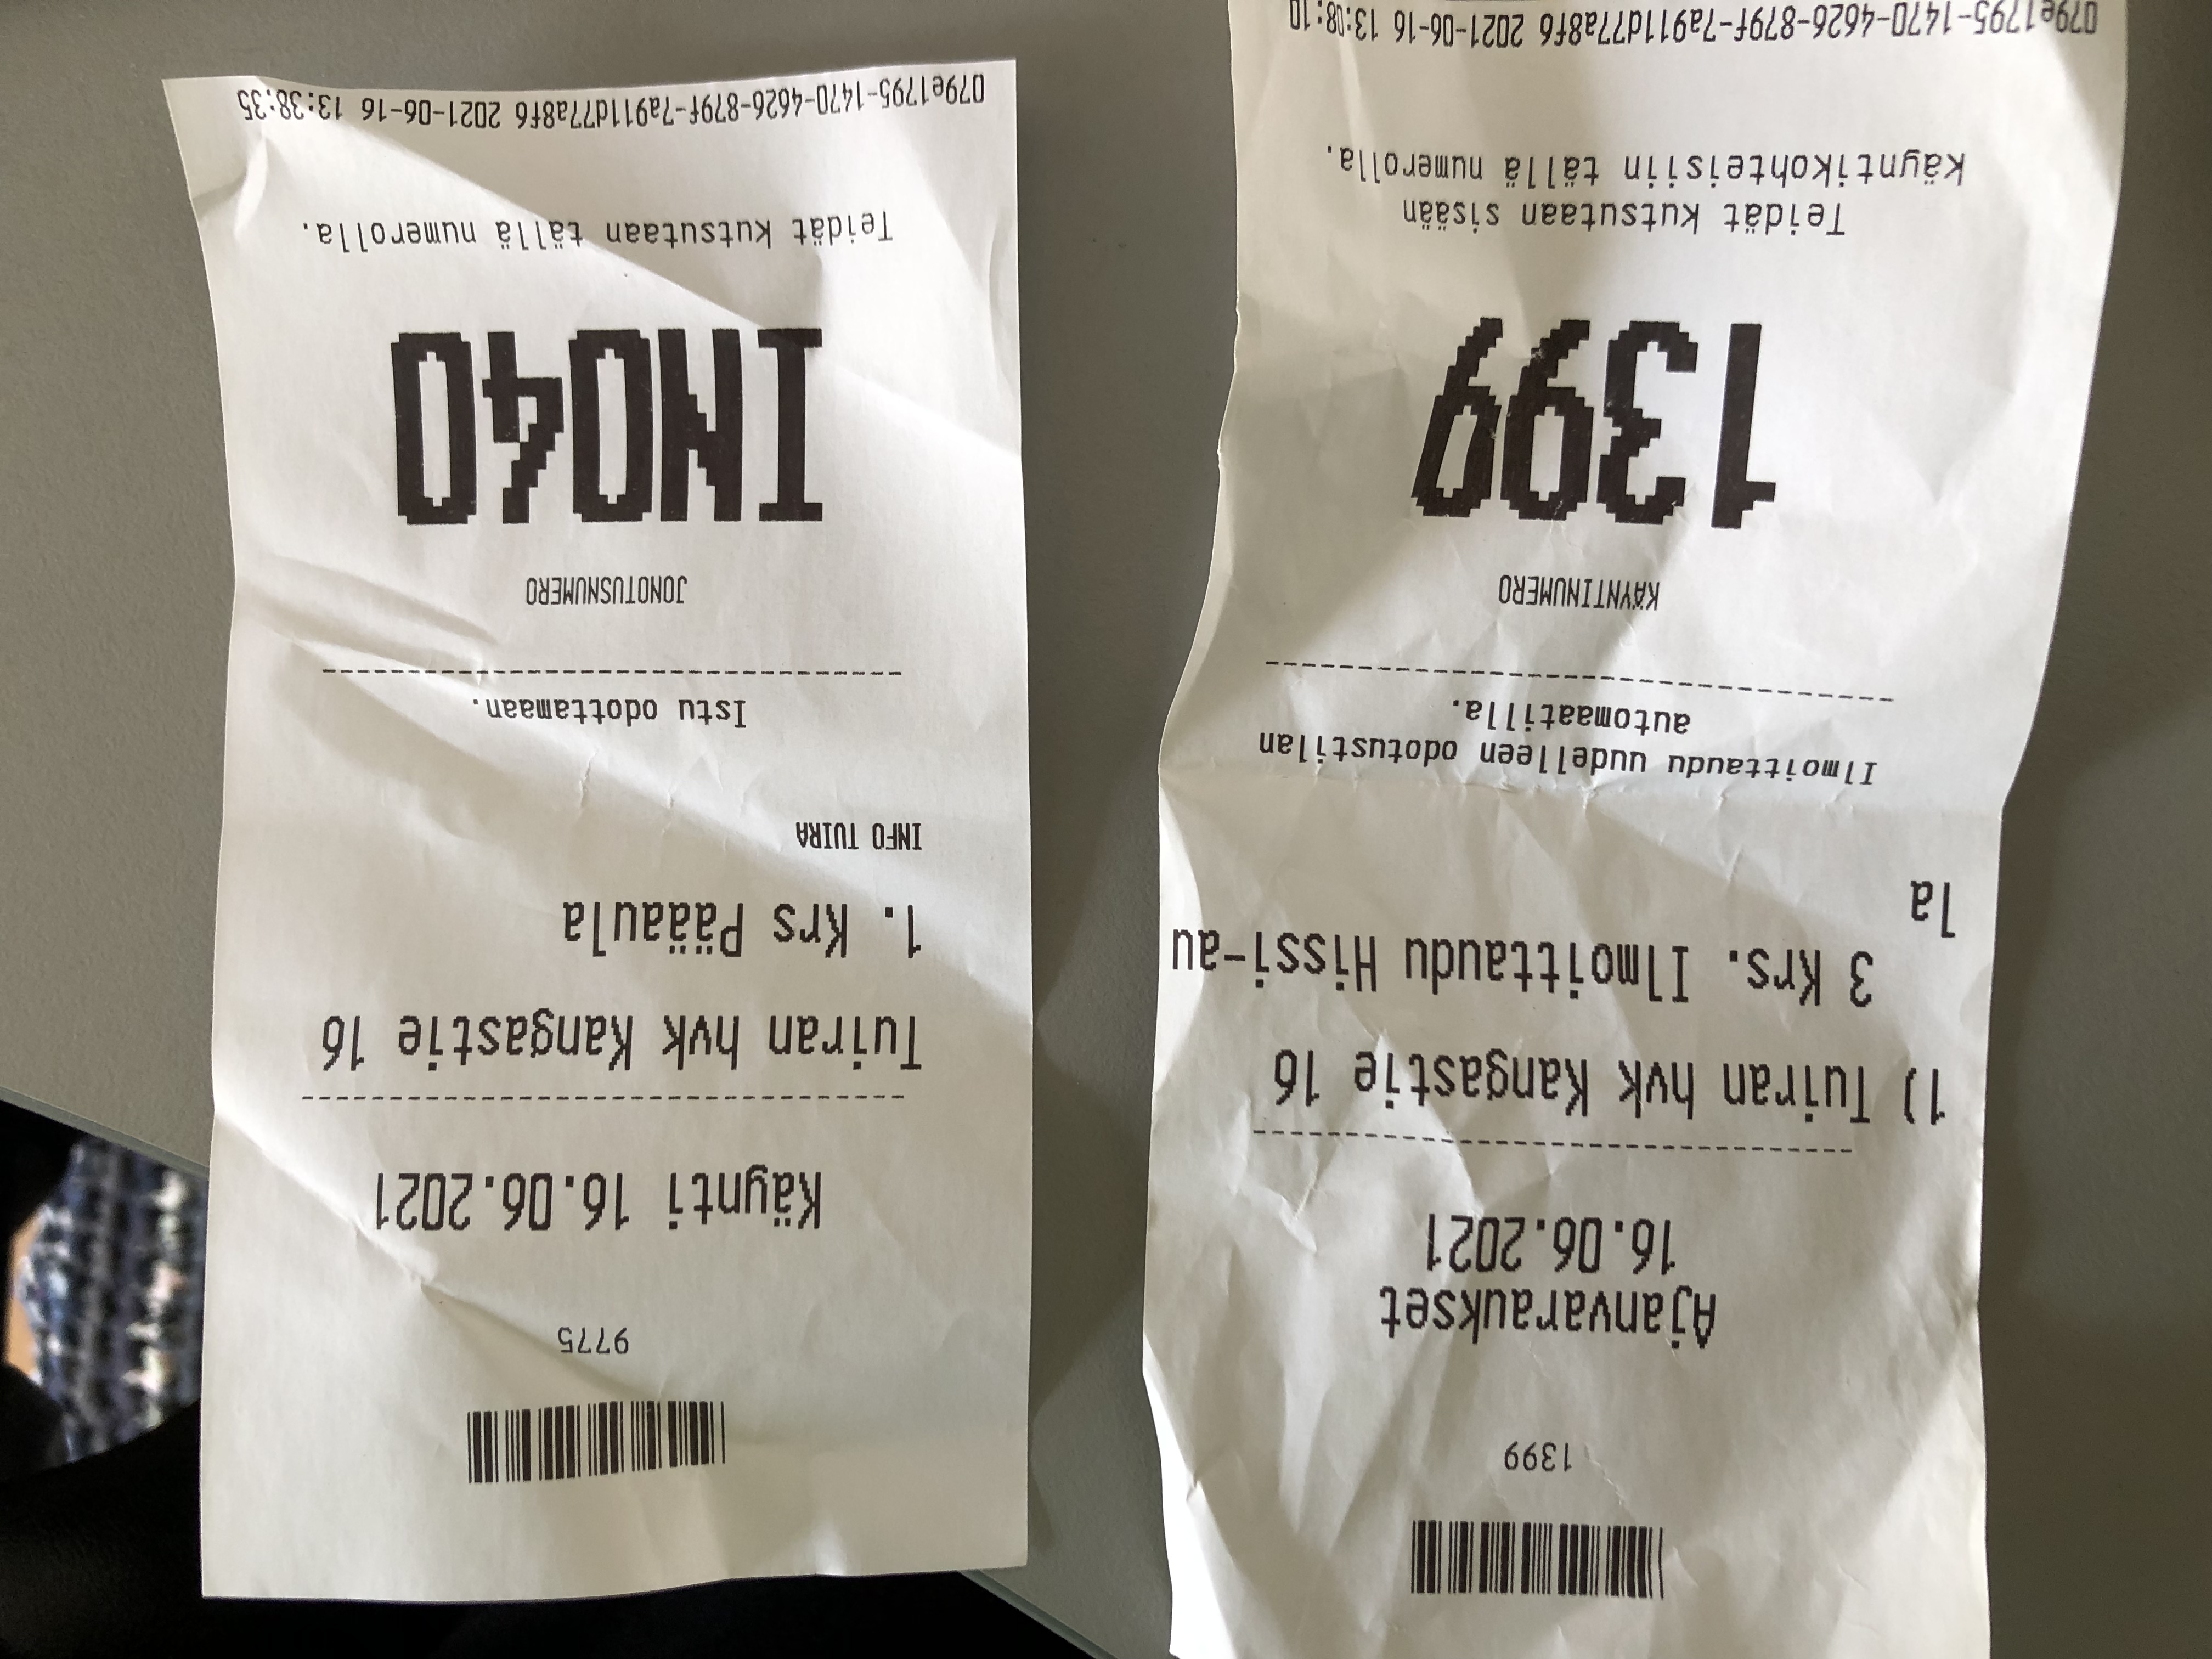 9775
Käynti 16.06.2021
Tuiran hvk Kangastie 16
1. Krs Pääaula
INFO TUIRA
Istu odottamaan.
JONOTUSNUMERO
IN040
Teidät kutsutaan tällä numerolla.
079e1795-1470-4626-879f-7a911d77a8f6 2021-06-16 13:38:35
1399
Ajanvaraukset
16.06.2021
1) Tuiran hvk Kangastie 16
3 Krs. Ilmoittaudu Hissi-au
la
Ilmoittaudu uudelleen odotustilan
automaatilla.
KÄYNTINUMERO
1399
Teidät kutsutaan sisään
käyntikohteisiin tällä numerolla.
079e1795-1470-4626-879f-7a911d77a8f6 2021-06-16 13:08:10